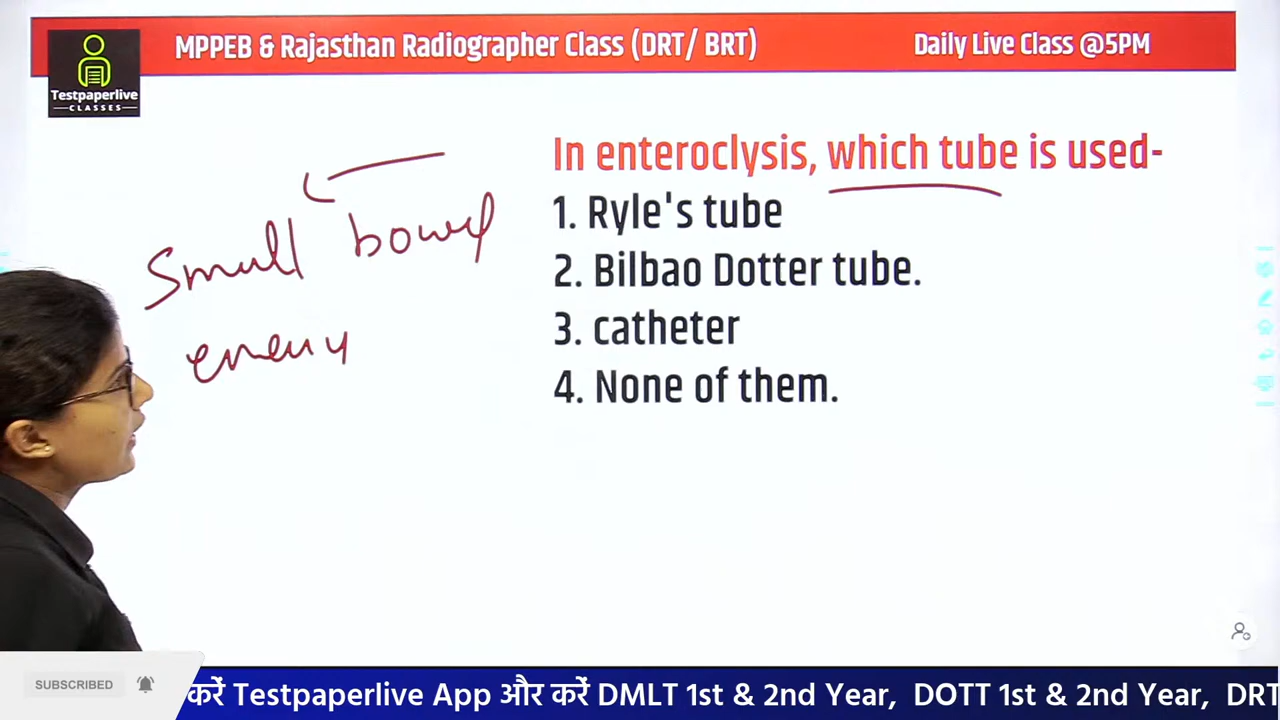 MPPEB & Rajasthan Radiographer Class (DRT/ BRT)
Daily Live Class @5PM
Testpaperlive
CLASSES
In enteroclysis, which tube is used-
1. Ryle's tube
2. Bilbao Dotter tube.
3. catheter
4. None of them.
Small bowel
SUBSCRIBED
करें Testpaperlive App और करें DMLT 1st & 2nd Year, DOTT 1st & 2nd Year, DRT